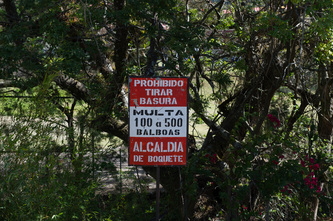 PROHIBIDO
TIRAR
BASURA
MULTA
100 a 500
BALBOAS
ALCALDIA
DE BOQUETE